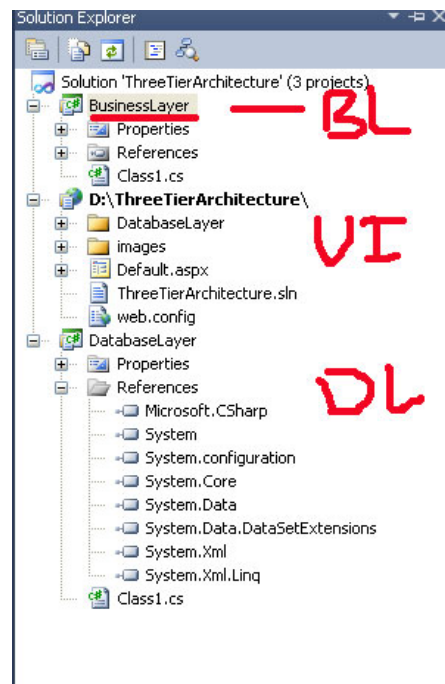 Solution Explorer
Solution 'ThreeTierArchitecture' (3 projects)
BusinessLayer BL
Properties
References
Class1.cs
D:\ThreeTierArchitecture\
DatabaseLayer UI
images
Default.aspx
ThreeTierArchitecture.sln
web.config
DatabaseLayer
Properties
References DL
Microsoft.CSharp
System
System.configuration
System.Core
System.Data
System.Data.DataSetExtensions
System.Xml
System.Xml.Linq
Class1.cs